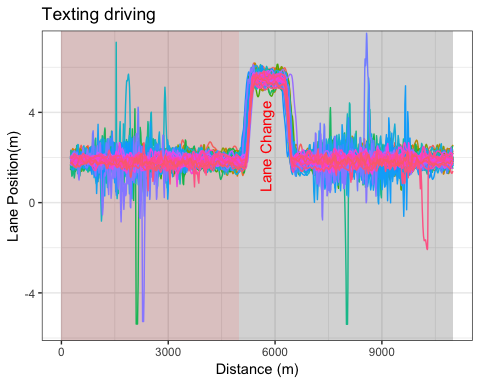 Texting driving
Lane Position(m)
4
0
-4
Lane Change
0
3000
6000
9000
Distance (m)